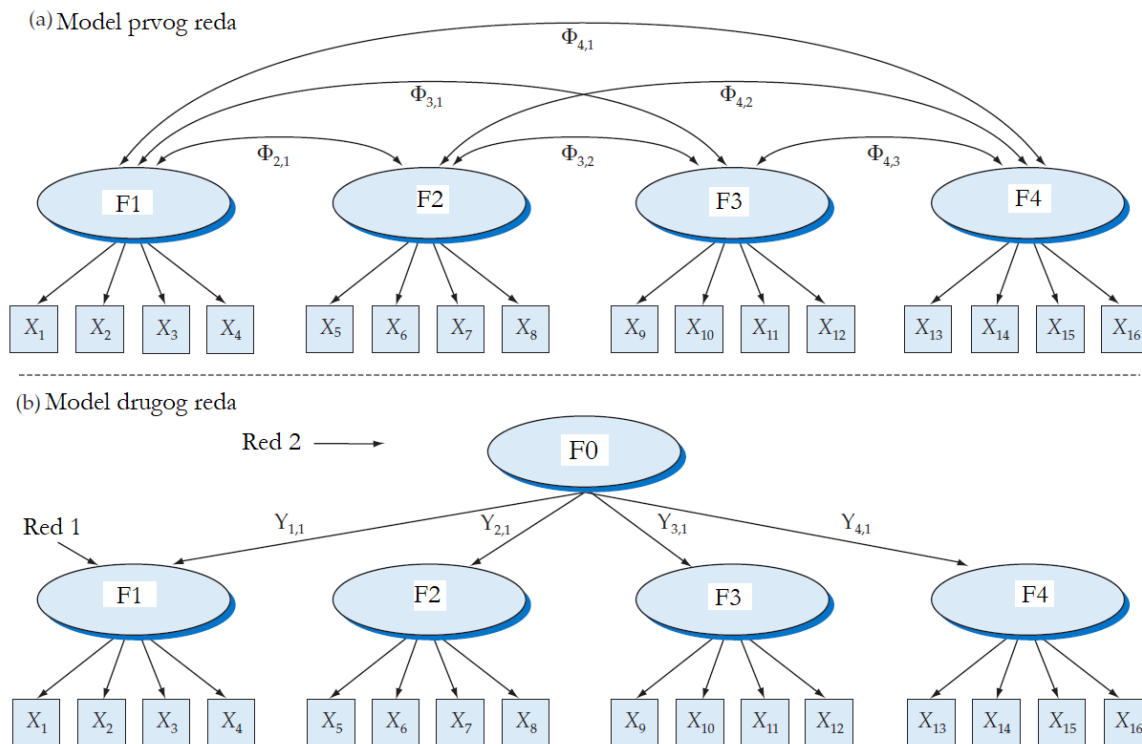 (a) Model prvog reda
Φ4,1
Φ3,1
Φ4,2
Φ2,1
Φ3,2
Φ4,3
F1
F2
F3
F4
X1
X2
X3
X4
X5
X6
X7
X8
X9
X10
X11
X12
X13
X14
X15
X16
(b) Model drugog reda
Red 2
F0
Red 1
Y1,1
Y2,1
Y3,1
Y4,1
F1
F2
F3
F4
X1
X2
X3
X4
X5
X6
X7
X8
X9
X10
X11
X12
X13
X14
X15
X16